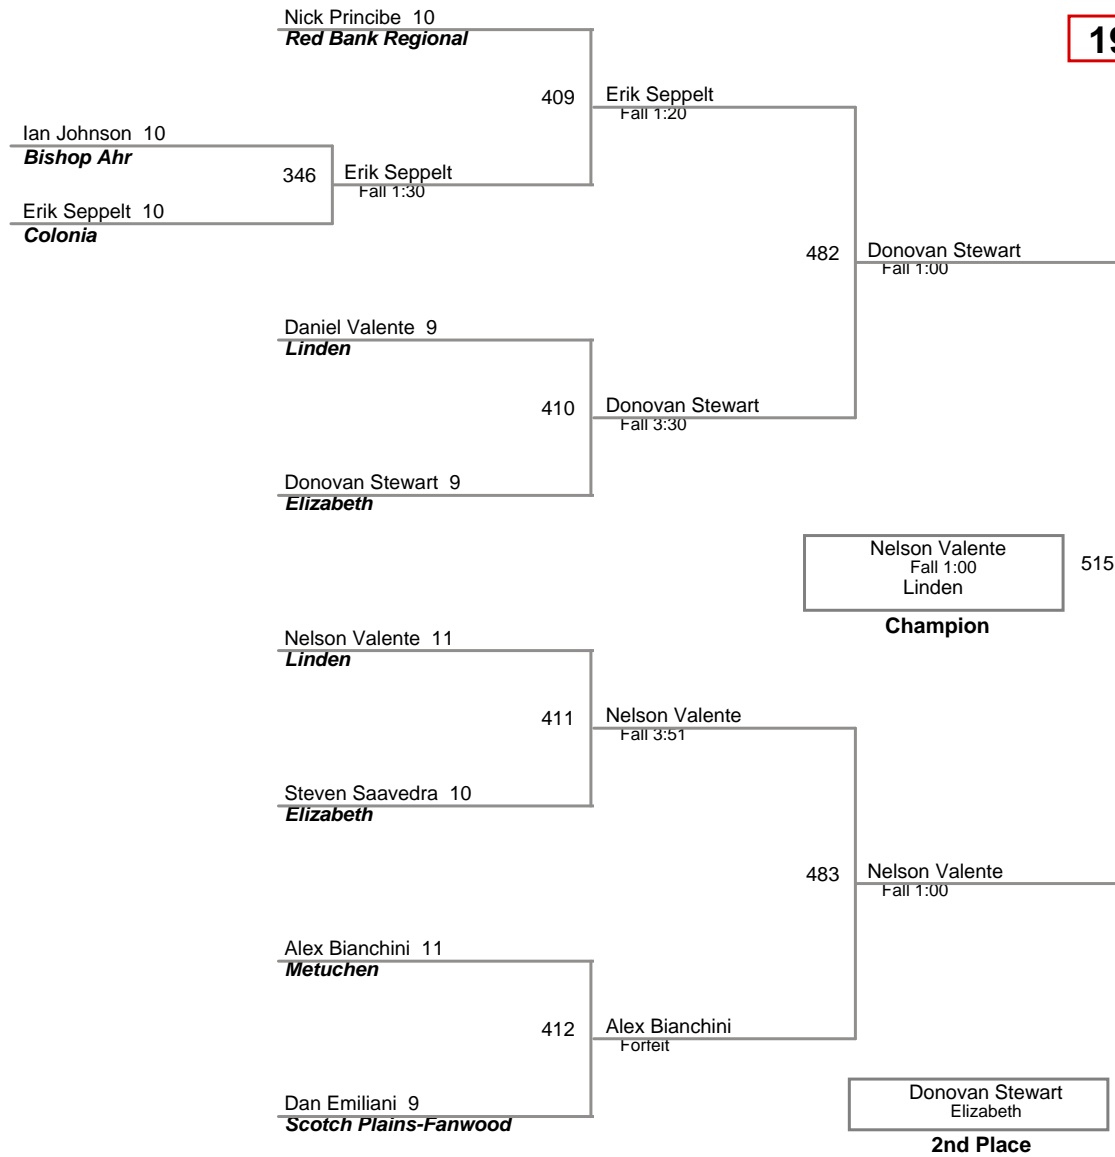 Nick Principe 10
Red Bank Regional
19
409
Erik Seppelt
Fall 1:20
Ian Johnson 10
Bishop Ahr
346
Erik Seppelt
Fall 1:30
Erik Seppelt 10
Colonia
482
Donovan Stewart
Fall 1:00
Daniel Valente 9
Linden
410
Donovan Stewart
Fall 3:30
Donovan Stewart 9
Elizabeth
Nelson Valente
Fall 1:00
Linden
515
Champion
Nelson Valente 11
Linden
411
Nelson Valente
Fall 3:51
Steven Saavedra 10
Elizabeth
483
Nelson Valente
Fall 1:00
Alex Bianchini 11
Metuchen
412
Alex Bianchini
Forfeit
Dan Emiliani 9
Scotch Plains-Fanwood
Donovan Stewart
Elizabeth
2nd Place